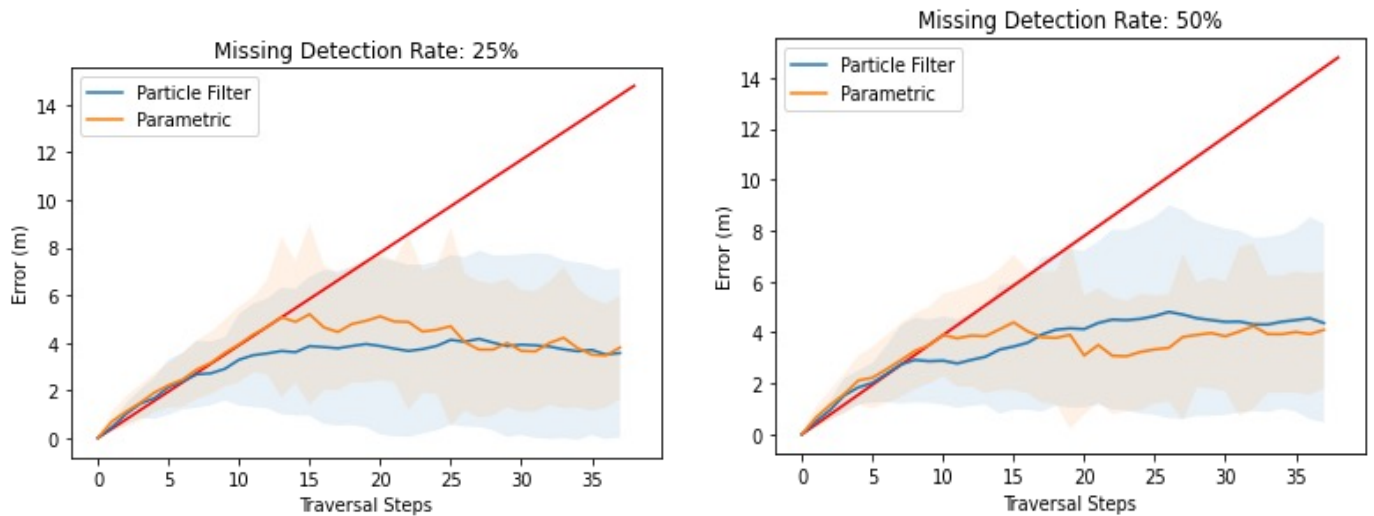 Missing Detection Rate: 25%
Particle Filter
Parametric
14
12
10
8
6
4
2
0
Error (m)
0 5 10 15 20 25 30 35
Traversal Steps
Missing Detection Rate: 50%
Particle Filter
Parametric
14
12
10
8
6
4
2
0
Error (m)
0 5 10 15 20 25 30 35
Traversal Steps